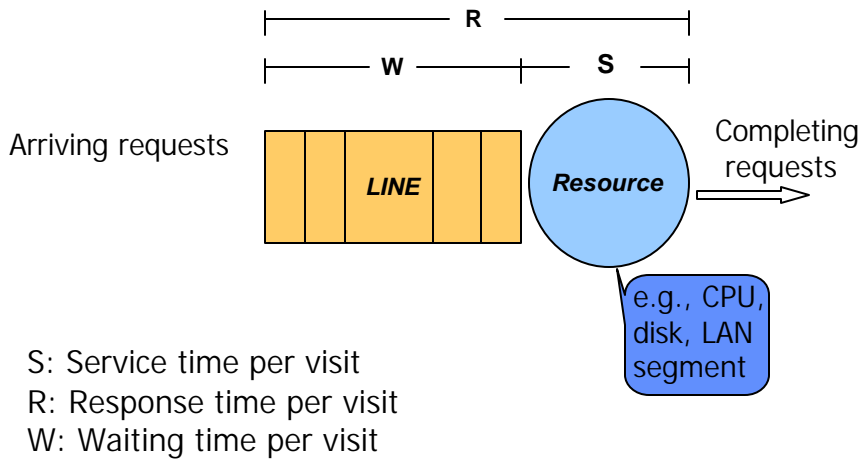 R
W
S
Arriving requests
LINE
Resource
Completing
requests
e.g., CPU,
disk, LAN
segment
S: Service time per visit
R: Response time per visit
W: Waiting time per visit